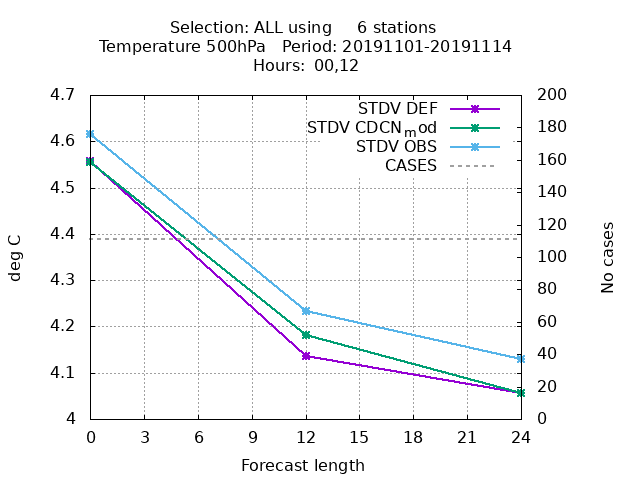 Selection: ALL using     6 stations
Temperature 500hPa   Period: 20191101-20191114
Hours:  00,12
STDV DEF
STDV CDCNmod
STDV OBS
CASES
4.7
4.6
4.5
4.4
4.3
4.2
4.1
4
deg C
200
180
160
140
120
100
80
60
40
20
0
No cases
0 3 6 9 12 15 18 21 24
Forecast length